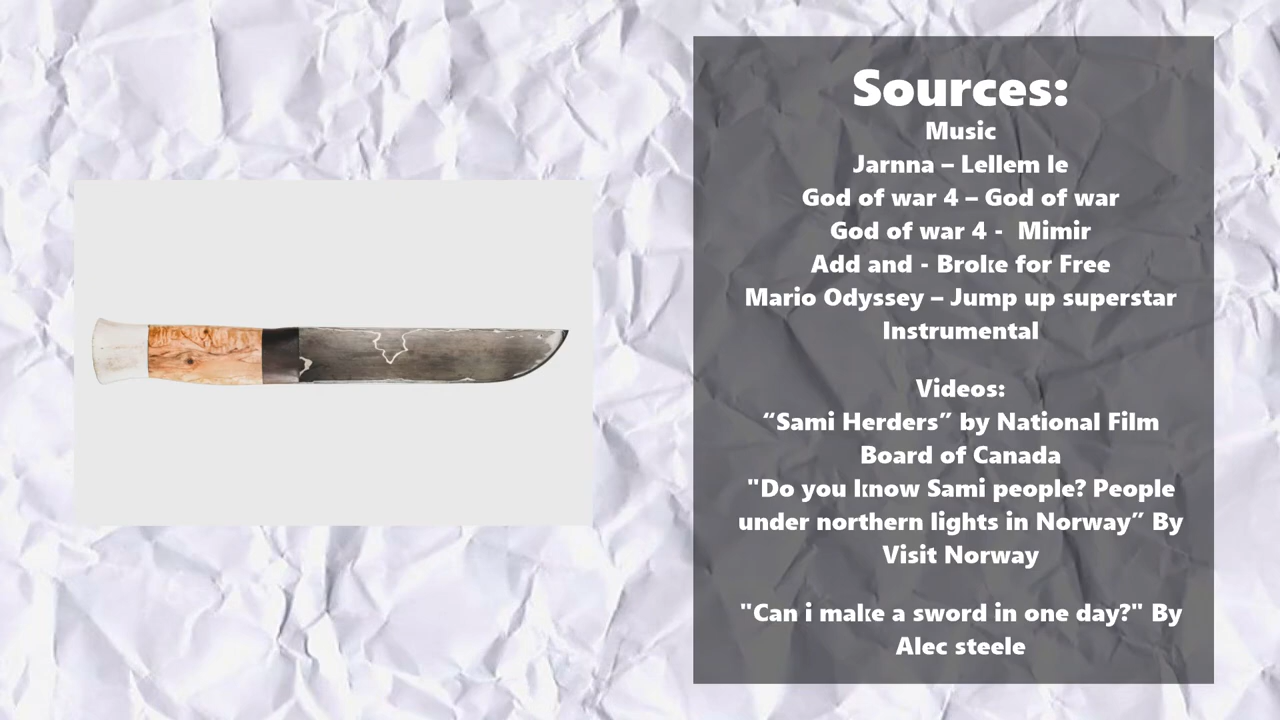 Sources:
Music
Jarnna – Lellem le
God of war 4 – God of war
God of war 4 -  Mimir
Add and - Broke for Free
Mario Odyssey – Jump up superstar
Instrumental
Videos:
“Sami Herders” by National Film
Board of Canada
"Do you know Sami people? People
under northern lights in Norway” By
Visit Norway
"Can i make a sword in one day?" By
Alec steele